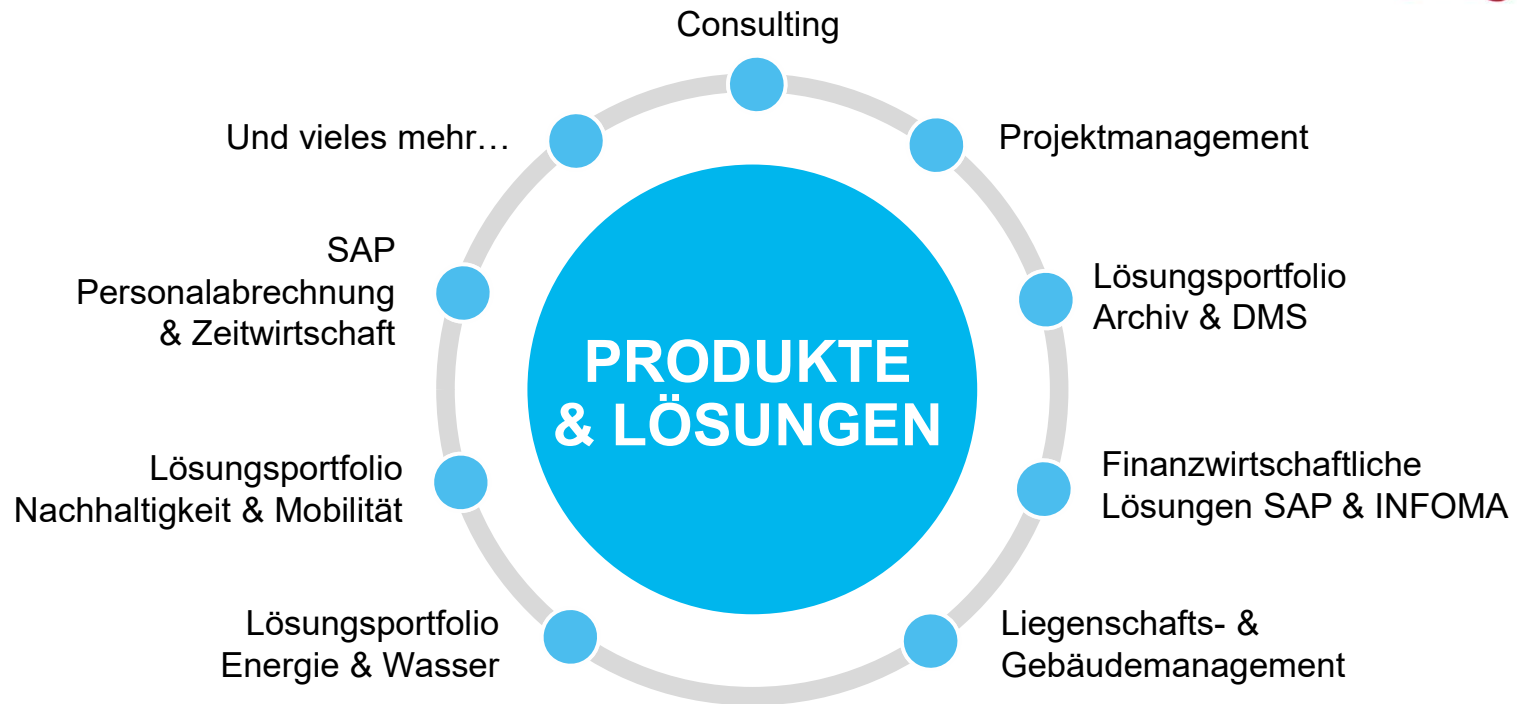 Consulting
Und vieles mehr…
Projektmanagement
SAP
Personalabrechnung
& Zeitwirtschaft
Lösungsportfolio
Archiv & DMS
PRODUKTE
& LÖSUNGEN
Lösungsportfolio
Nachhaltigkeit & Mobilität
Finanzwirtschaftliche
Lösungen SAP & INFOMA
Lösungsportfolio
Energie & Wasser
Liegenschafts- &
Gebäudemanagement